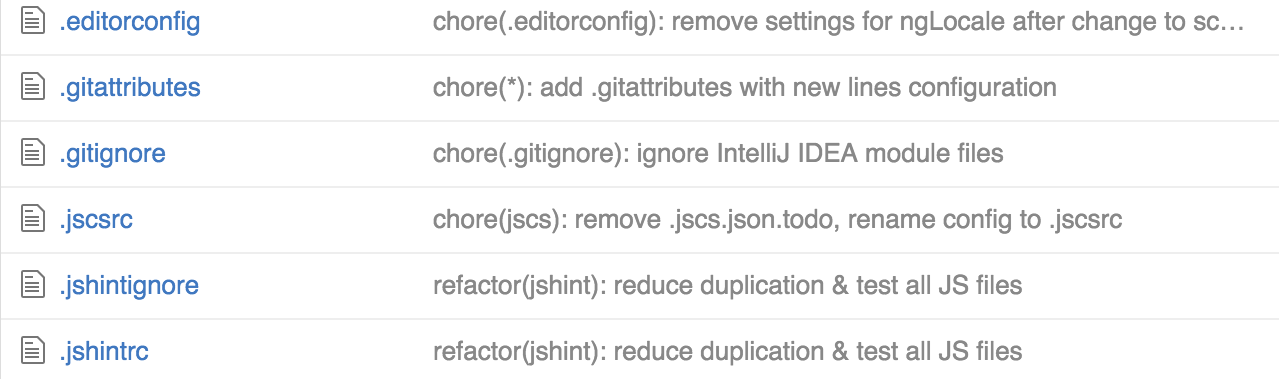 .editorconfig chore(.editorconfig): remove settings for ngLocale after change to sc…
.gitattributes chore(*): add .gitattributes with new lines configuration
.gitignore chore(.gitignore): ignore IntelliJ IDEA module files
.jscsrc chore(jscs): remove .jscs.json.todo, rename config to .jscsrc
.jshintignore refactor(jshint): reduce duplication & test all JS files
.jshintrc refactor(jshint): reduce duplication & test all JS files